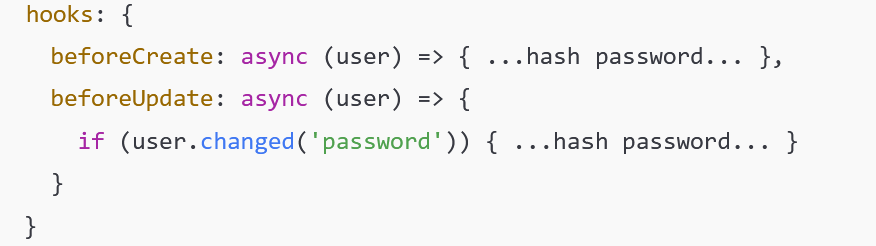 hooks: {
  beforeCreate: async (user) => { ...hash password... },
  beforeUpdate: async (user) => {
    if (user.changed('password')) { ...hash password... }
  }
}